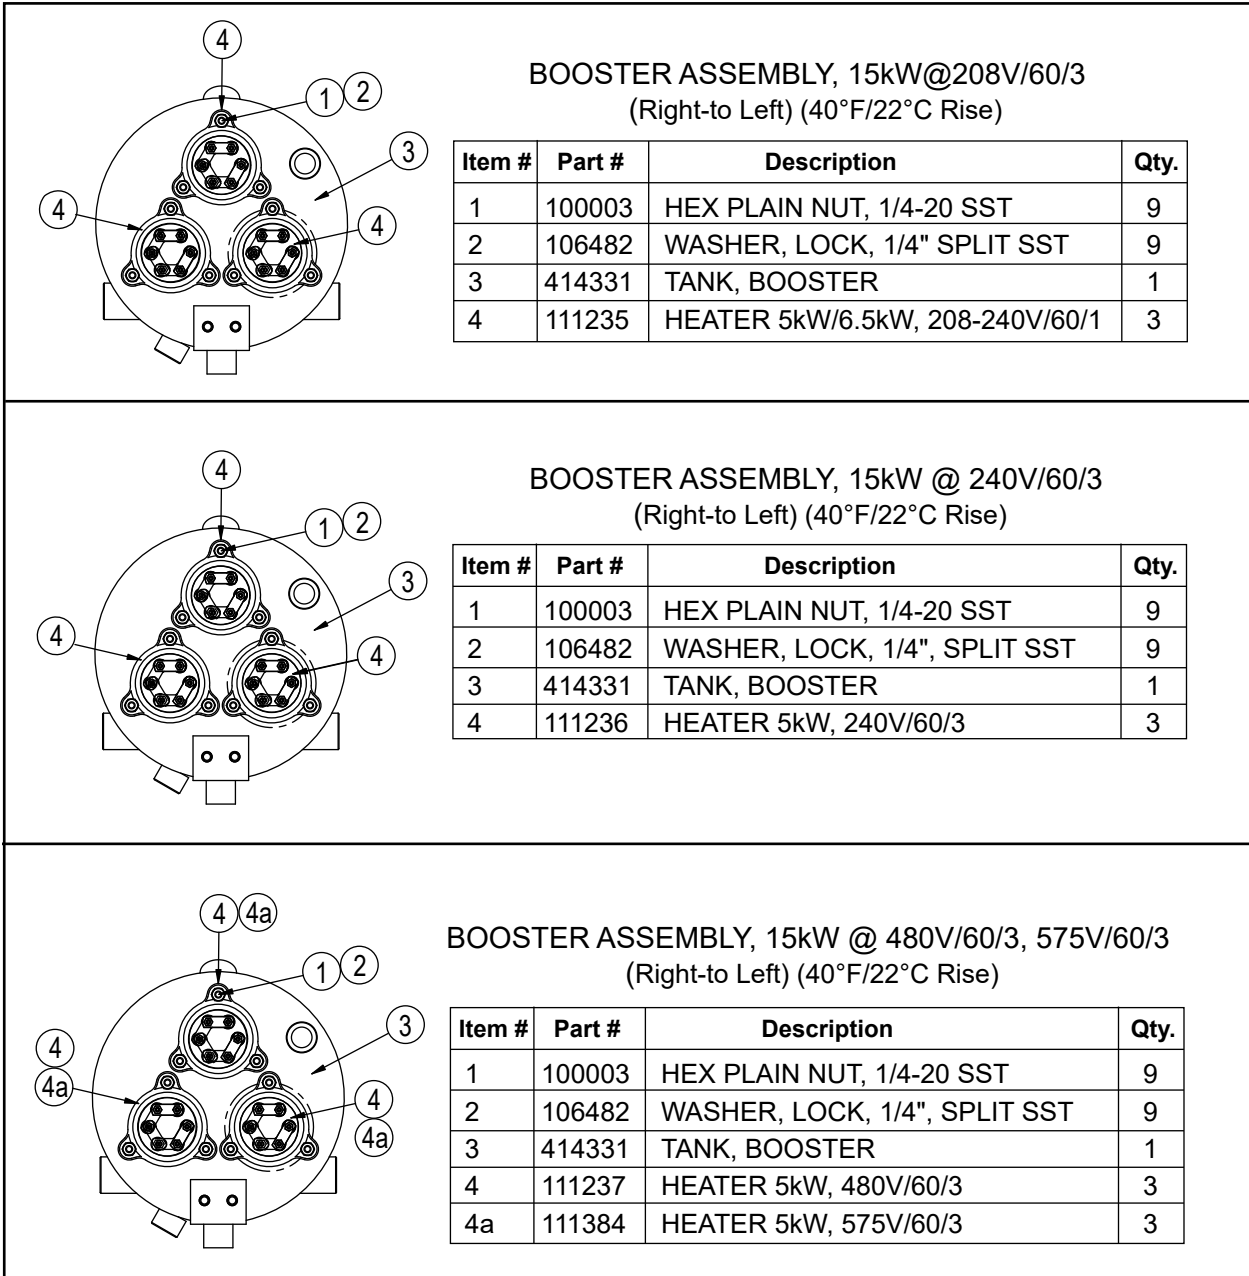 4
1 2
3
4
4
BOOSTER ASSEMBLY, 15kW@208V/60/3
(Right-to Left) (40°F/22°C Rise)
Item # Part # Description Qty.
1 100003 HEX PLAIN NUT, 1/4-20 SST 9
2 106482 WASHER, LOCK, 1/4" SPLIT SST 9
3 414331 TANK, BOOSTER 1
4 111235 HEATER 5kW/6.5kW, 208-240V/60/1 3
4
1 2
3
4
4
BOOSTER ASSEMBLY, 15kW @ 240V/60/3
(Right-to Left) (40°F/22°C Rise)
Item # Part # Description Qty.
1 100003 HEX PLAIN NUT, 1/4-20 SST 9
2 106482 WASHER, LOCK, 1/4", SPLIT SST 9
3 414331 TANK, BOOSTER 1
4 111236 HEATER 5kW, 240V/60/3 3
4 4a
1 2
3
4
4a
4
4a
BOOSTER ASSEMBLY, 15kW @ 480V/60/3, 575V/60/3
(Right-to Left) (40°F/22°C Rise)
Item # Part # Description Qty.
1 100003 HEX PLAIN NUT, 1/4-20 SST 9
2 106482 WASHER, LOCK, 1/4", SPLIT SST 9
3 414331 TANK, BOOSTER 1
4 111237 HEATER 5kW, 480V/60/3 3
4a 111384 HEATER 5kW, 575V/60/3 3